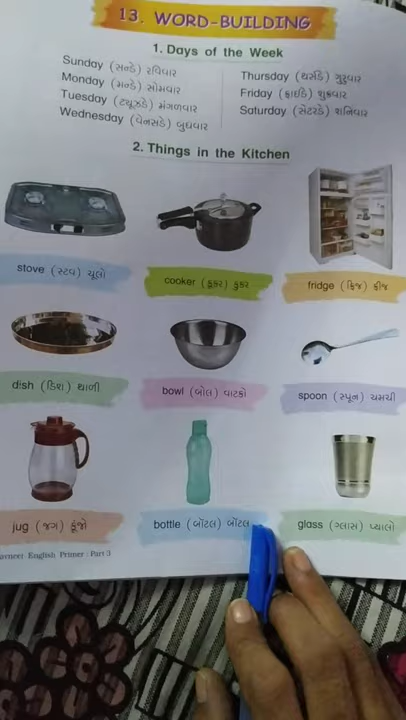 13. WORD-BUILDING
1. Days of the Week
Sunday (સન્ડે) રવિવાર
Monday (મન્ડે) સોમવાર
Tuesday (ટ્યૂઝડે) મંગળવાર
Wednesday (વેનસડે) બુધવાર
Thursday (થર્સડે) ગુરુવાર
Friday (ફ્રાઇડે) શુક્રવાર
Saturday (સેટરડે) શનિવાર
2. Things in the Kitchen
stove (સ્ટવ) ચૂલો
cooker (કૂકર) કૂકર
fridge (ફ્રિજ) ફ્રીજ
dish (ડિશ) થાળી
bowl (બોલ) વાટકો
spoon (સ્પૂન) ચમચી
jug (જગ) કૂંજો
bottle (બૉટલ) બૉટલ
glass (ગ્લાસ) પ્યાલો
avneet English Primer : Part 3